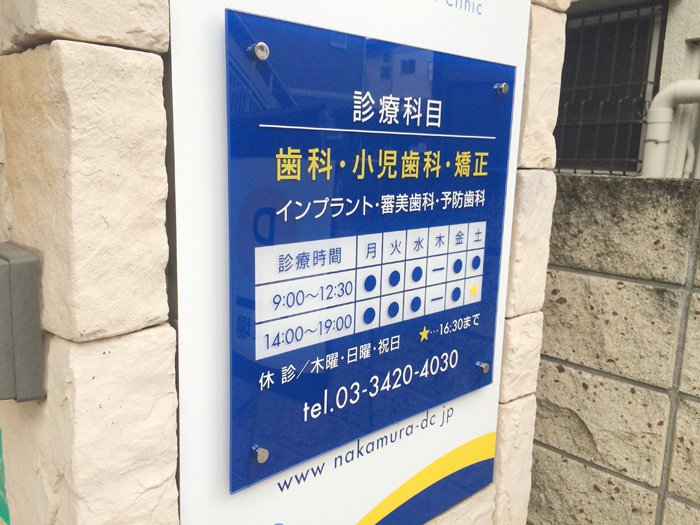 Clinic
診療科目
歯科・小児歯科・矯正
インプラント・審美歯科・予防歯科
診療時間 月 火 水 木 金 土
9:00〜12:30 ● ● ● ー ● ●
14:00〜19:00 ● ● ● ー ● ★
休 診／木曜・日曜・祝日 ★…16:30まで
tel.03-3420-4030
www nakamura-dc.jp